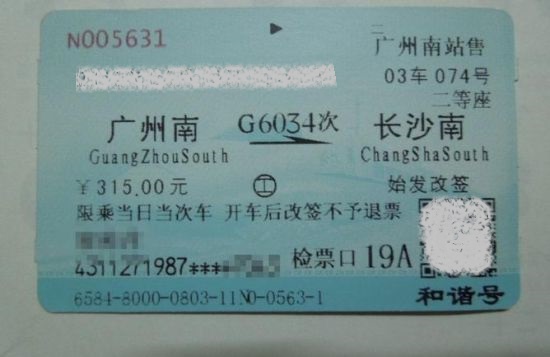 N005631
广州南站售
03车 074号
二等座
广州南 G6034次 长沙南
GuangZhouSouth ChangShaSouth
￥315.00元 工 始发改签
限乘当日当次车 开车后改签不予退票
4311271987***
检票口 19A
6584-8000-0803-11N0-0563-1 和谐号